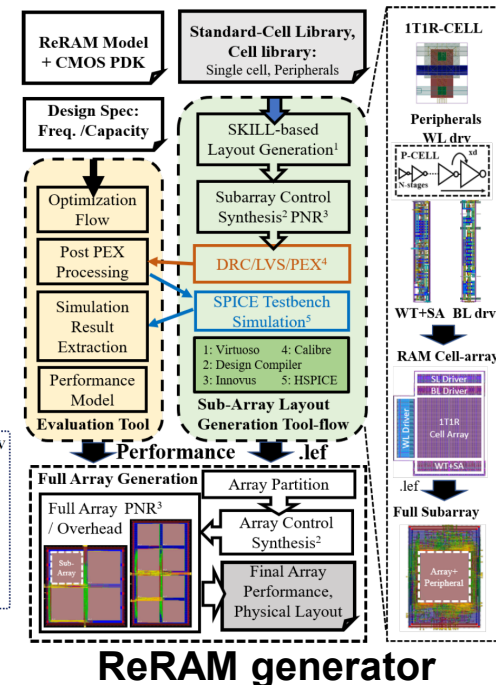 ReRAM Model
+ CMOS PDK
Standard-Cell Library,
Cell library:
Single cell, Peripherals
Design Spec:
Freq. /Capacity
Optimization
Flow
Post PEX
Processing
Simulation
Result
Extraction
Performance
Model
Evaluation Tool
SKILL-based
Layout Generation¹
Subarray Control
Synthesis² PNR³
DRC/LVS/PEX⁴
SPICE Testbench
Simulation⁵
1: Virtuoso 4: Calibre
2: Design Compiler
3: Innovus 5: HSPICE
Sub-Array Layout
Generation Tool-flow
Performance .lef
Full Array Generation
Full Array PNR³
/ Overhead
Sub-
Array
Array Partition
Array Control
Synthesis²
Final Array
Performance,
Physical Layout
1T1R-CELL
Peripherals
WL drv
P-CELL xd
N-stages
WT+SA BL drv
RAM Cell-array
SL Driver
BL Driver
WL Driver
1T1R
Cell Array
WT+SA
.lef
Full Subarray
Array+
Peripheral
ReRAM generator